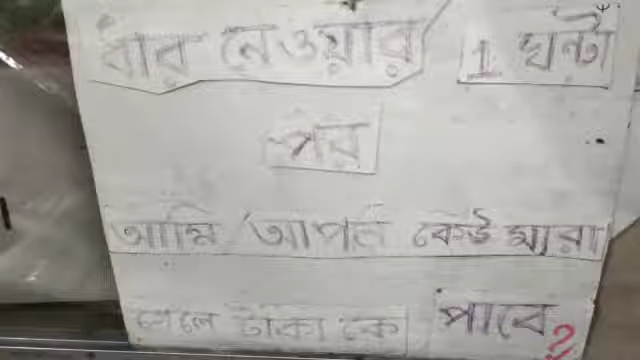 ধার নেওয়ার 1 ঘন্টা
পর
আমি আপনি কেউ মারা
গেলে টাকা কে পাবে?